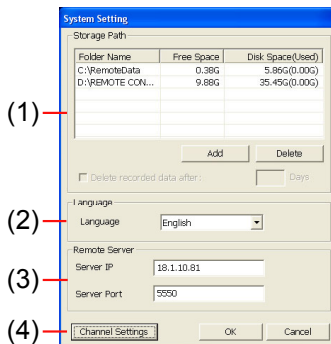 System Setting
Storage Path
Folder Name Free Space Disk Space(Used)
C:\RemoteData 0.38G 5.86G(0.00G)
D:\REMOTE CON... 9.88G 35.45G(0.00G)
(1)
Add Delete
Delete recorded data after: Days
Language
(2) Language English
Remote Server
Server IP 18.1.10.81
(3)
Server Port 5550
(4) Channel Settings OK Cancel